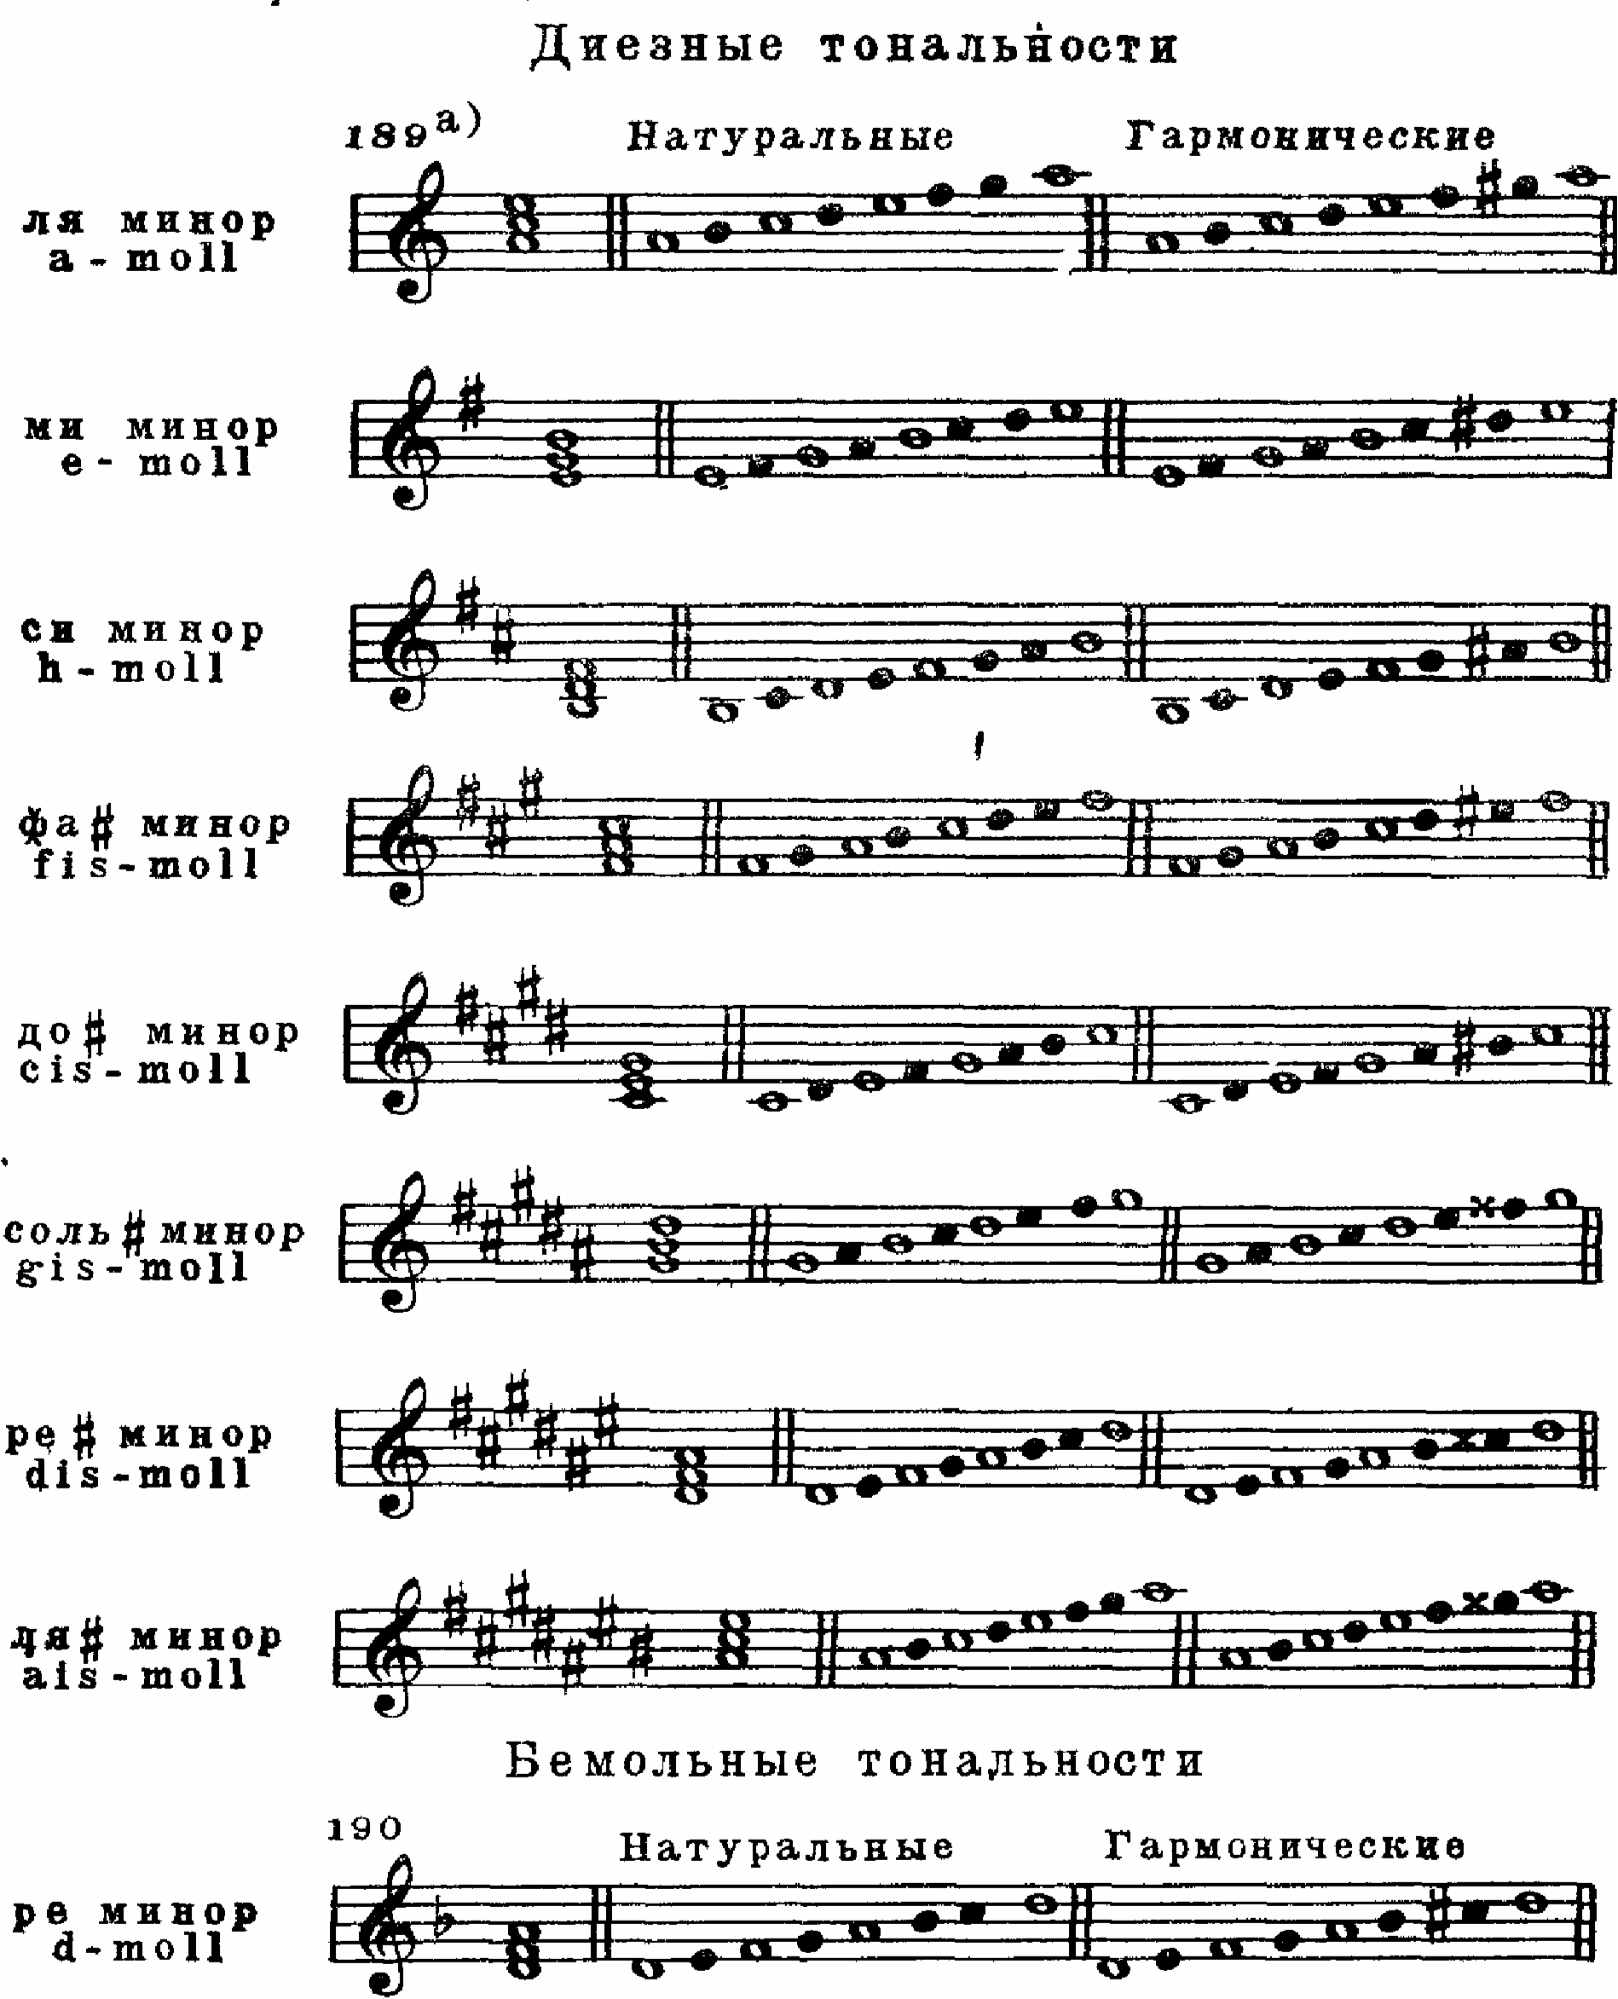 Диезные тональности
189 а)
Натуральные
Гармонические
ля минор
a-moll
ми минор
e-moll
си минор
h-moll
фа♯ минор
fis-moll
до♯ минор
cis-moll
соль♯ минор
gis-moll
ре♯ минор
dis-moll
ля♯ минор
ais-moll
Бемольные тональности
190
Натуральные
Гармонические
ре минор
d-moll